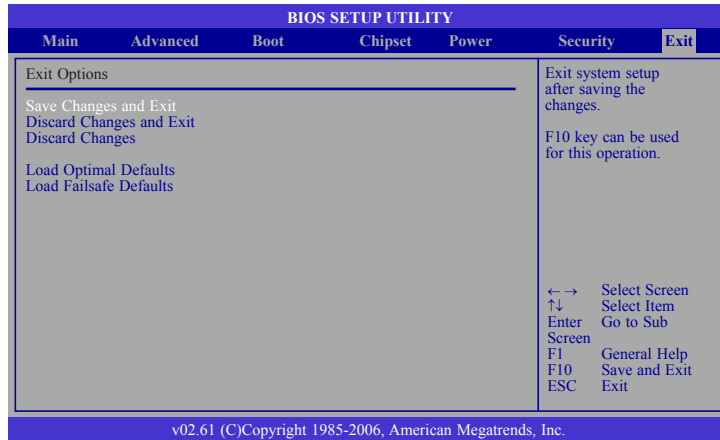 BIOS SETUP UTILITY
Main Advanced Boot Chipset Power Security Exit
Exit Options
Save Changes and Exit
Discard Changes and Exit
Discard Changes
Load Optimal Defaults
Load Failsafe Defaults
Exit system setup
after saving the
changes.
F10 key can be used
for this operation.
←→ Select Screen
↑↓ Select Item
Enter Go to Sub
Screen
F1 General Help
F10 Save and Exit
ESC Exit
v02.61 (C)Copyright 1985-2006, American Megatrends, Inc.